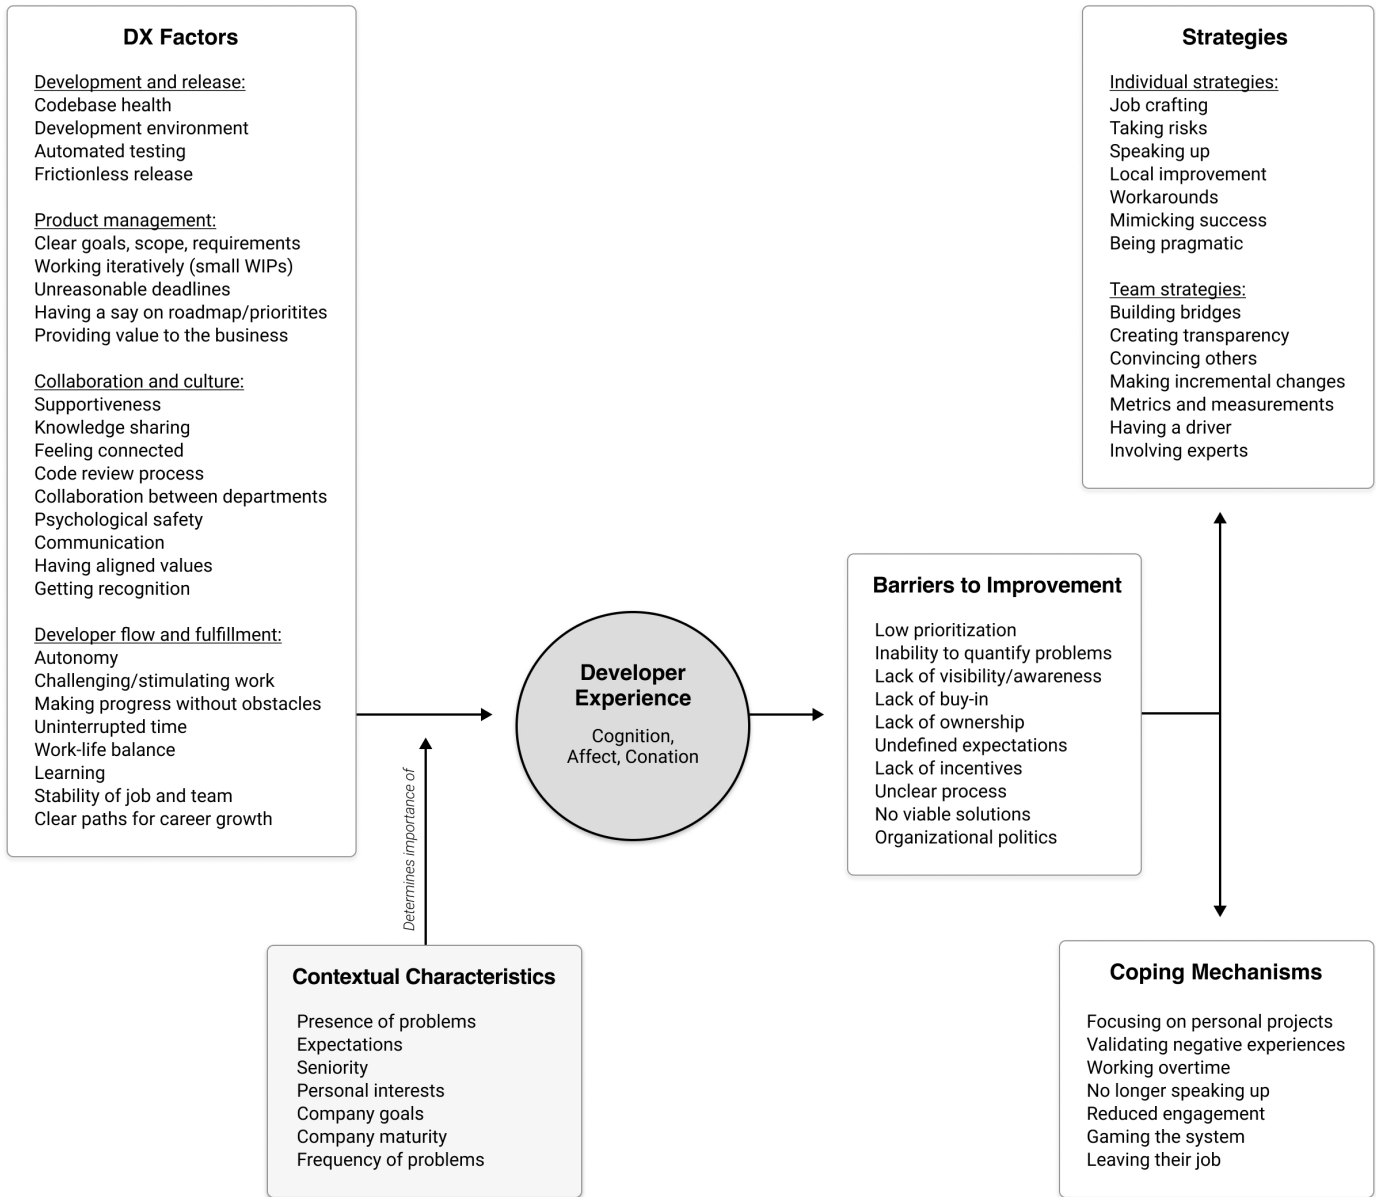 DX Factors
Development and release:
Codebase health
Development environment
Automated testing
Frictionless release
Product management:
Clear goals, scope, requirements
Working iteratively (small WIPs)
Unreasonable deadlines
Having a say on roadmap/prioritites
Providing value to the business
Collaboration and culture:
Supportiveness
Knowledge sharing
Feeling connected
Code review process
Collaboration between departments
Psychological safety
Communication
Having aligned values
Getting recognition
Developer flow and fulfillment:
Autonomy
Challenging/stimulating work
Making progress without obstacles
Uninterrupted time
Work-life balance
Learning
Stability of job and team
Clear paths for career growth
Determines importance of
Contextual Characteristics
Presence of problems
Expectations
Seniority
Personal interests
Company goals
Company maturity
Frequency of problems
Developer
Experience
Cognition,
Affect, Conation
Barriers to Improvement
Low prioritization
Inability to quantify problems
Lack of visibility/awareness
Lack of buy-in
Lack of ownership
Undefined expectations
Lack of incentives
Unclear process
No viable solutions
Organizational politics
Strategies
Individual strategies:
Job crafting
Taking risks
Speaking up
Local improvement
Workarounds
Mimicking success
Being pragmatic
Team strategies:
Building bridges
Creating transparency
Convincing others
Making incremental changes
Metrics and measurements
Having a driver
Involving experts
Coping Mechanisms
Focusing on personal projects
Validating negative experiences
Working overtime
No longer speaking up
Reduced engagement
Gaming the system
Leaving their job